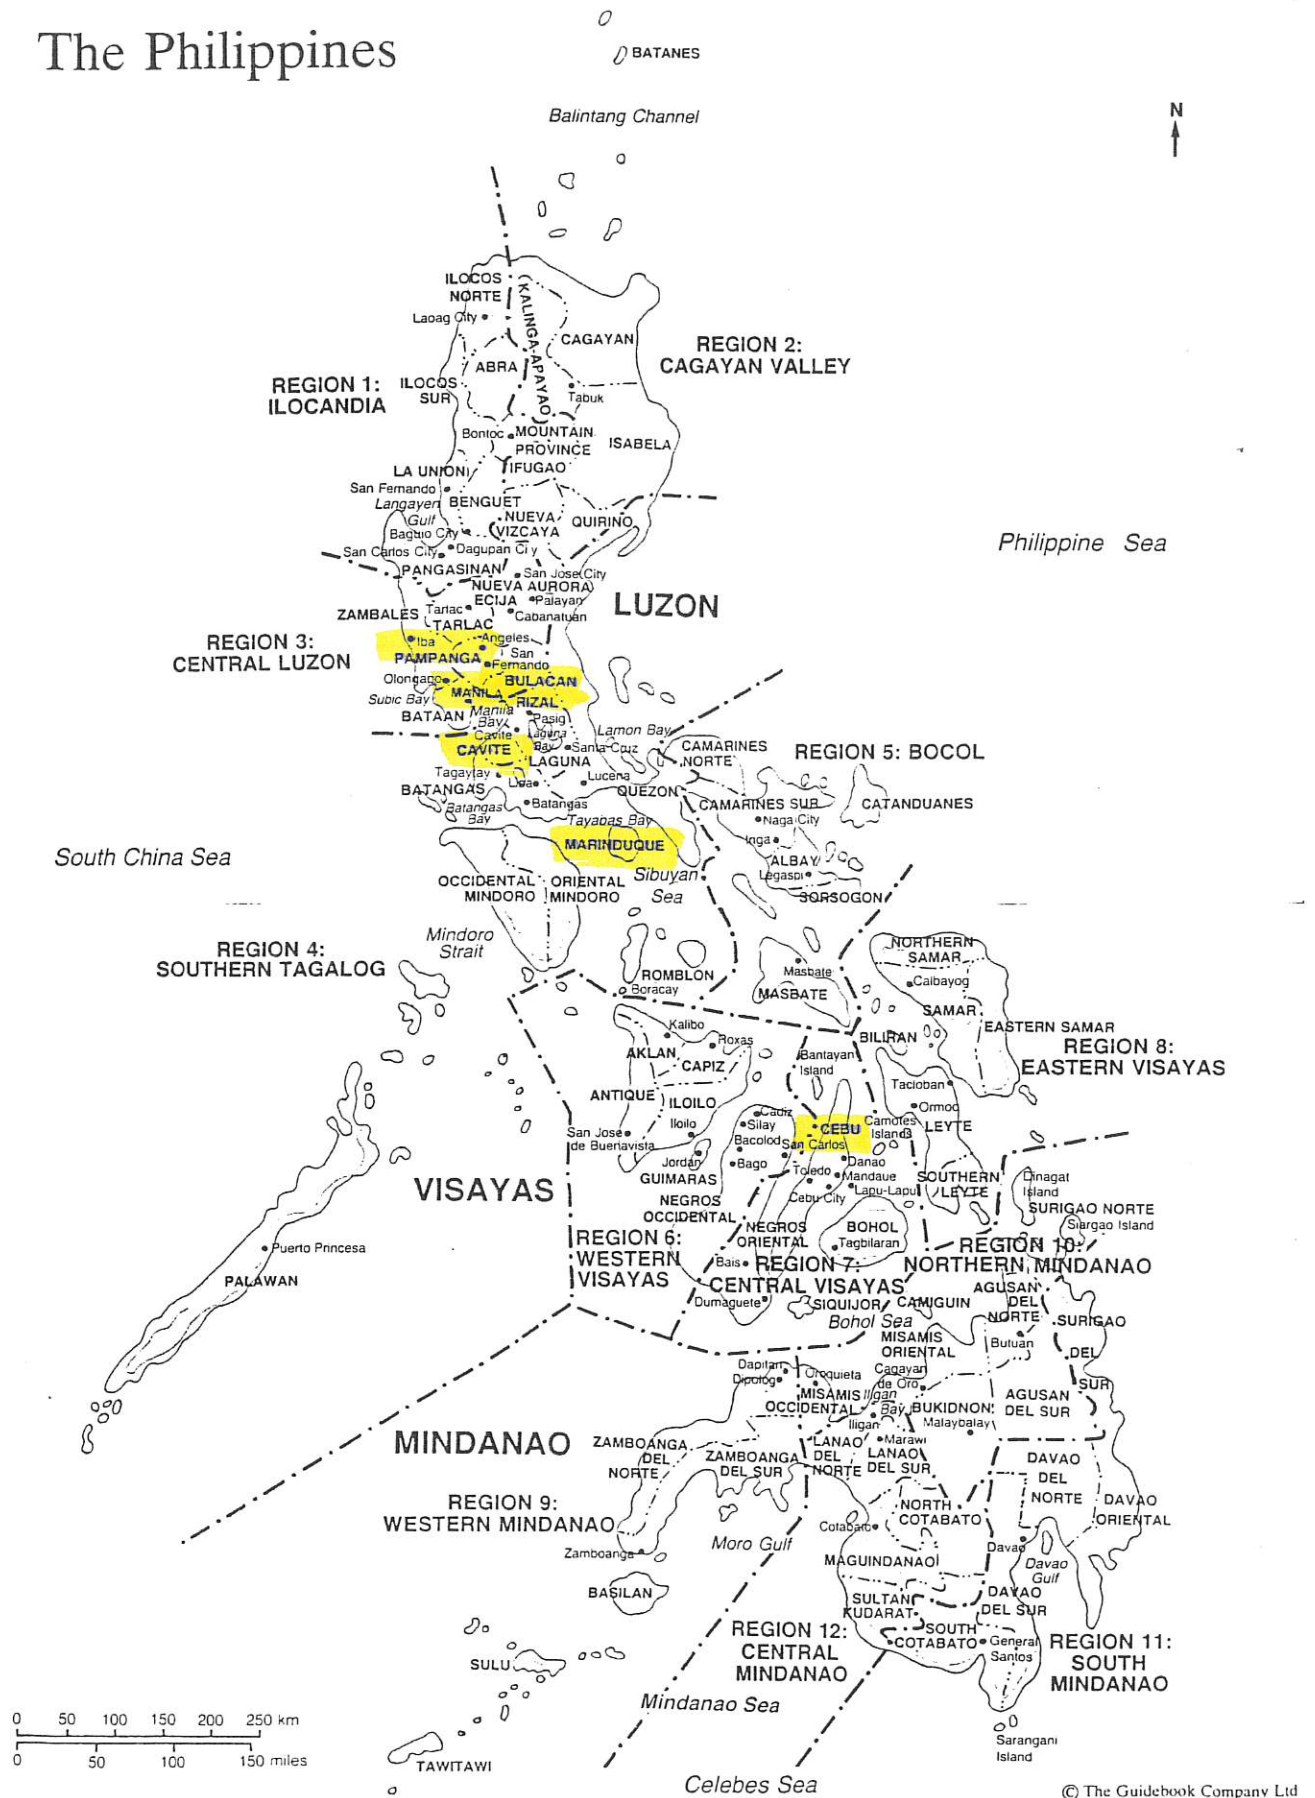 The Philippines
BATANES
Balintang Channel
N
ILOCOS
NORTE
Laoag City
KALINGA-APAYAO
CAGAYAN
REGION 2:
CAGAYAN VALLEY
ABRA
REGION 1:
ILOCANDIA
ILOCOS
SUR
Tabuk
Bontoc
MOUNTAIN
PROVINCE
ISABELA
LA UNION
IFUGAO
San Fernando
Langayen
Gulf
BENGUET
NUEVA
VIZCAYA
QUIRINO
Baguio City
San Carlos City
Dagupan City
PANGASINAN
San Jose City
Philippine Sea
NUEVA
ECIJA
AURORA
Palayan
LUZON
ZAMBALES
Tarlac
TARLAC
Cabanatuan
REGION 3:
CENTRAL LUZON
Iba
Angeles
PAMPANGA
San
Fernando
Olongapo
BULACAN
Subic Bay
MANILA
RIZAL
BATAAN
Manila
Bay
Pasig
Cavite
Laguna
Bay
Lamon Bay
CAVITE
Santa Cruz
LAGUNA
CAMARINES
NORTE
REGION 5: BOCOL
Tagaytay
Lipa
Lucena
BATANGAS
QUEZON
Batangas
Bay
Batangas
CAMARINES SUR
CATANDUANES
Tayabas Bay
Naga City
MARINDUQUE
Inga
ALBAY
Legaspi
South China Sea
Sibuyan
Sea
SORSOGON
OCCIDENTAL
MINDORO
ORIENTAL
MINDORO
Mindoro
Strait
REGION 4:
SOUTHERN TAGALOG
ROMBLON
Boracay
Masbate
MASBATE
NORTHERN
SAMAR
Calbayog
SAMAR
EASTERN SAMAR
BILIRAN
REGION 8:
EASTERN VISAYAS
Kalibo
Roxas
AKLAN
CAPIZ
Bantayan
Island
Tacloban
ANTIQUE
ILOILO
Iloilo
Ormoc
LEYTE
Cadiz
Silay
CEBU
Camotes
Islands
San Jose
de Buenavista
Bacolod
San Carlos
Jordan
Bago
Danao
GUIMARAS
Toledo
Mandaue
Cebu City
Lapu-Lapu
SOUTHERN
LEYTE
Dinagat
Island
VISAYAS
NEGROS
OCCIDENTAL
SURIGAO NORTE
Siargao Island
NEGROS
ORIENTAL
BOHOL
Tagbilaran
REGION 6:
WESTERN
VISAYAS
Puerto Princesa
PALAWAN
Bais
REGION 7:
CENTRAL VISAYAS
REGION 10:
NORTHERN MINDANAO
Dumaguete
SIQUIJOR
CAMIGUIN
AGUSAN
DEL
NORTE
Bohol Sea
SURIGAO
DEL
SUR
MISAMIS
ORIENTAL
Butuan
Dapitan
Dipolog
Oroquieta
Cagayan
de Oro
MISAMIS
OCCIDENTAL
Iligan
Bay
BUKIDNON
AGUSAN
DEL SUR
Iligan
Malaybalay
MINDANAO
ZAMBOANGA
DEL
NORTE
ZAMBOANGA
DEL SUR
LANAO
DEL
NORTE
Marawi
LANAO
DEL SUR
DAVAO
DEL
NORTE
REGION 9:
WESTERN MINDANAO
NORTH
COTABATO
DAVAO
ORIENTAL
Cotabato
Zamboanga
Moro Gulf
MAGUINDANAO
Davao
Davao
Gulf
BASILAN
SULTAN
KUDARAT
DAVAO
DEL SUR
REGION 12:
CENTRAL
MINDANAO
SOUTH
COTABATO
General
Santos
REGION 11:
SOUTH
MINDANAO
SULU
Mindanao Sea
0 50 100 150 200 250 km
0 50 100 150 miles
Sarangani
Island
TAWITAWI
Celebes Sea
© The Guidebook Company Ltd